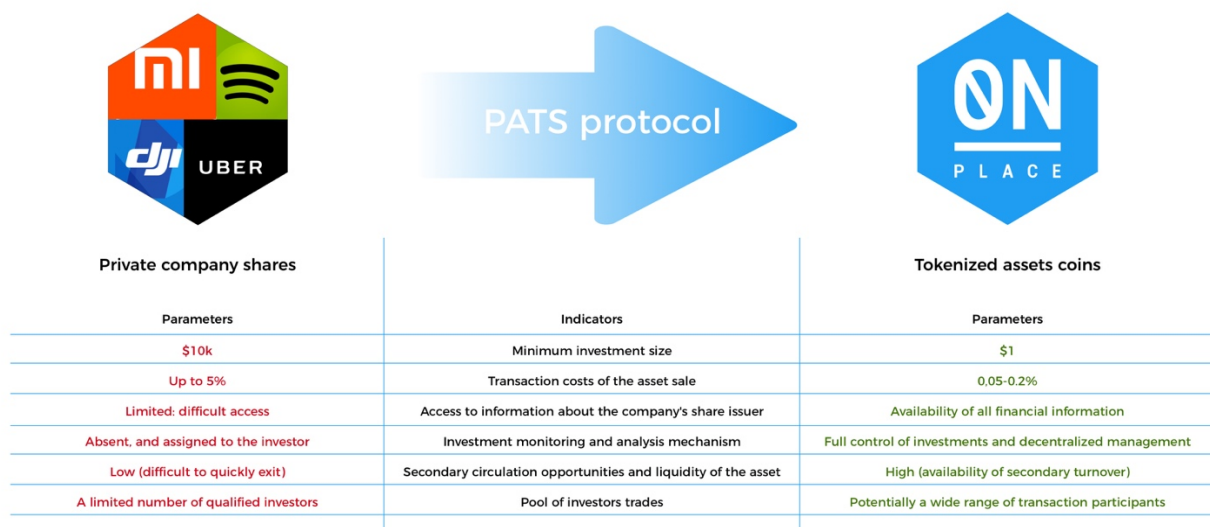 mi
dji
UBER
PATS protocol
ON
PLACE
Private company shares
Tokenized assets coins
Parameters Indicators Parameters
$10k Minimum investment size $1
Up to 5% Transaction costs of the asset sale 0,05-0.2%
Limited: difficult access Access to information about the company's share issuer Availability of all financial information
Absent, and assigned to the investor Investment monitoring and analysis mechanism Full control of investments and decentralized management
Low (difficult to quickly exit) Secondary circulation opportunities and liquidity of the asset High (availability of secondary turnover)
A limited number of qualified investors Pool of investors trades Potentially a wide range of transaction participants